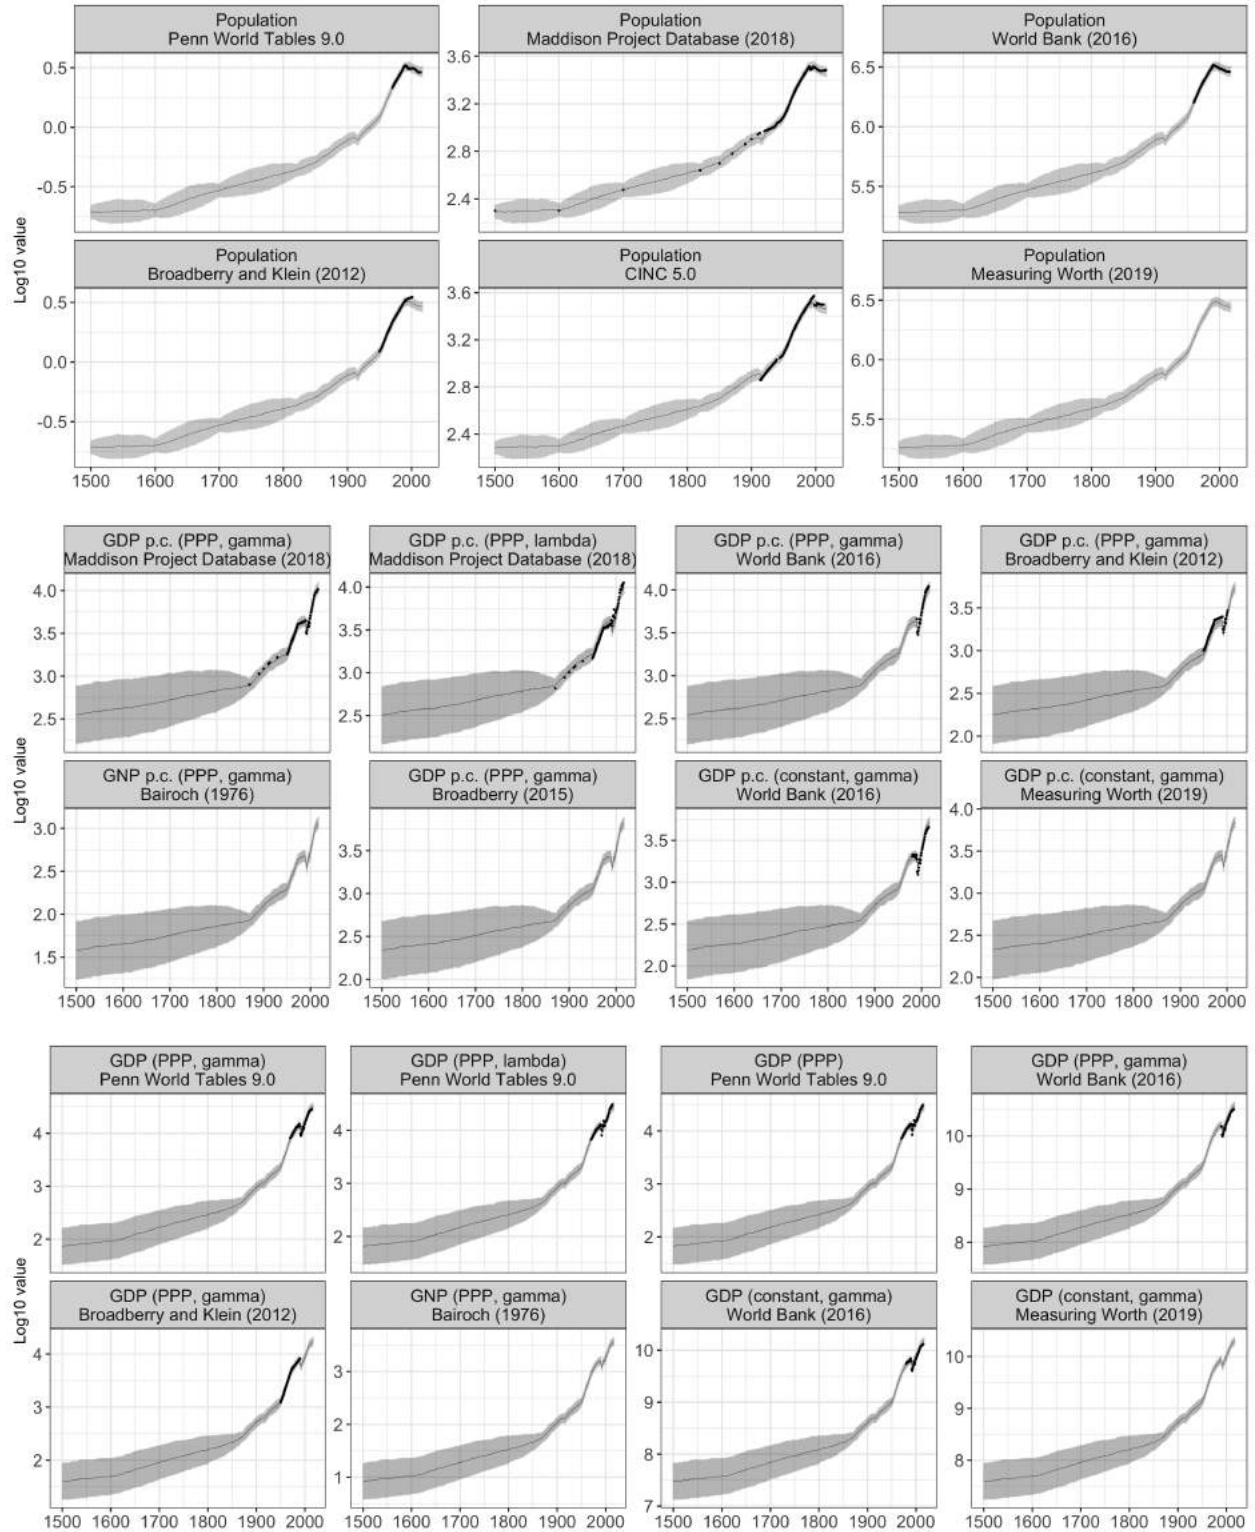 Population
Penn World Tables 9.0
Population
Maddison Project Database (2018)
Population
World Bank (2016)
0.5
0.0
-0.5
3.6
3.2
2.8
2.4
6.5
6.0
5.5
Log10 value
Population
Broadberry and Klein (2012)
Population
CINC 5.0
Population
Measuring Worth (2019)
0.5
0.0
-0.5
3.6
3.2
2.8
2.4
6.5
6.0
5.5
1500 1600 1700 1800 1900 2000
1500 1600 1700 1800 1900 2000
1500 1600 1700 1800 1900 2000
GDP p.c. (PPP, gamma)
Maddison Project Database (2018)
GDP p.c. (PPP, lambda)
Maddison Project Database (2018)
GDP p.c. (PPP, gamma)
World Bank (2016)
GDP p.c. (PPP, gamma)
Broadberry and Klein (2012)
4.0
3.5
3.0
2.5
4.0
3.5
3.0
2.5
4.0
3.5
3.0
2.5
3.5
3.0
2.5
2.0
Log10 value
GNP p.c. (PPP, gamma)
Bairoch (1976)
GDP p.c. (PPP, gamma)
Broadberry (2015)
GDP p.c. (constant, gamma)
World Bank (2016)
GDP p.c. (constant, gamma)
Measuring Worth (2019)
3.0
2.5
2.0
1.5
3.5
3.0
2.5
2.0
3.5
3.0
2.5
2.0
4.0
3.5
3.0
2.5
2.0
1500 1600 1700 1800 1900 2000
1500 1600 1700 1800 1900 2000
1500 1600 1700 1800 1900 2000
1500 1600 1700 1800 1900 2000
GDP (PPP, gamma)
Penn World Tables 9.0
GDP (PPP, lambda)
Penn World Tables 9.0
GDP (PPP)
Penn World Tables 9.0
GDP (PPP, gamma)
World Bank (2016)
4
3
2
4
3
2
4
3
2
10
9
8
Log10 value
GDP (PPP, gamma)
Broadberry and Klein (2012)
GNP (PPP, gamma)
Bairoch (1976)
GDP (constant, gamma)
World Bank (2016)
GDP (constant, gamma)
Measuring Worth (2019)
4
3
2
3
2
1
10
9
8
7
10
9
8
1500 1600 1700 1800 1900 2000
1500 1600 1700 1800 1900 2000
1500 1600 1700 1800 1900 2000
1500 1600 1700 1800 1900 2000